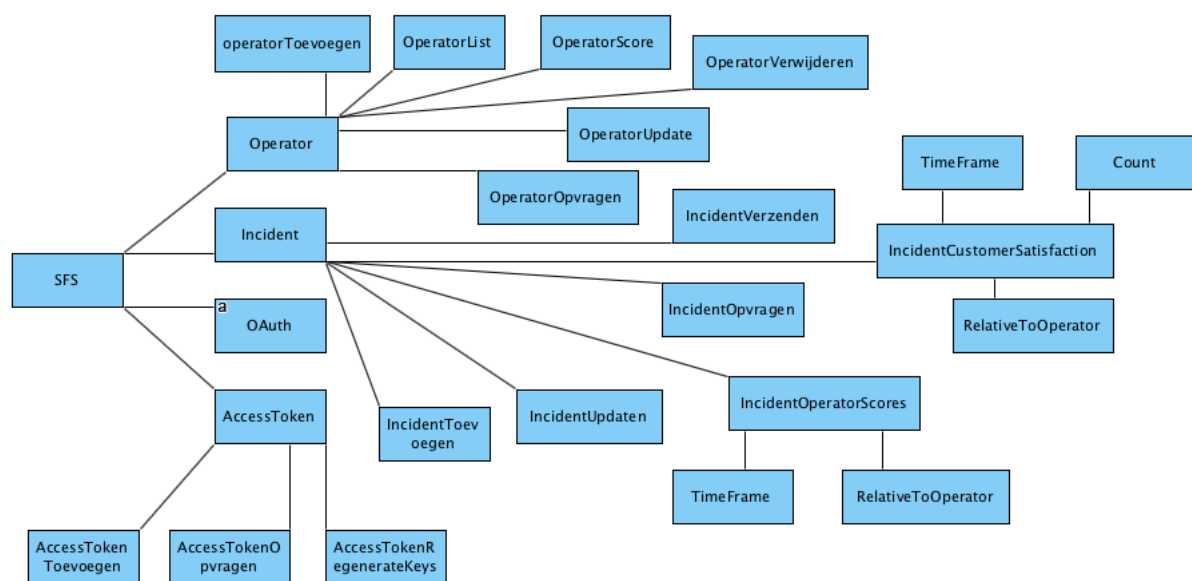 operatorToevoegen
OperatorList
OperatorScore
OperatorVerwijderen
Operator
OperatorUpdate
OperatorOpvragen
TimeFrame
Count
Incident
IncidentVerzenden
IncidentCustomerSatisfaction
SFS
a
OAuth
IncidentOpvragen
RelativeToOperator
AccessToken
IncidentToev
oegen
IncidentUpdaten
IncidentOperatorScores
TimeFrame
RelativeToOperator
AccessToken
Toevoegen
AccessTokenO
pvragen
AccessTokenR
egenerateKeys